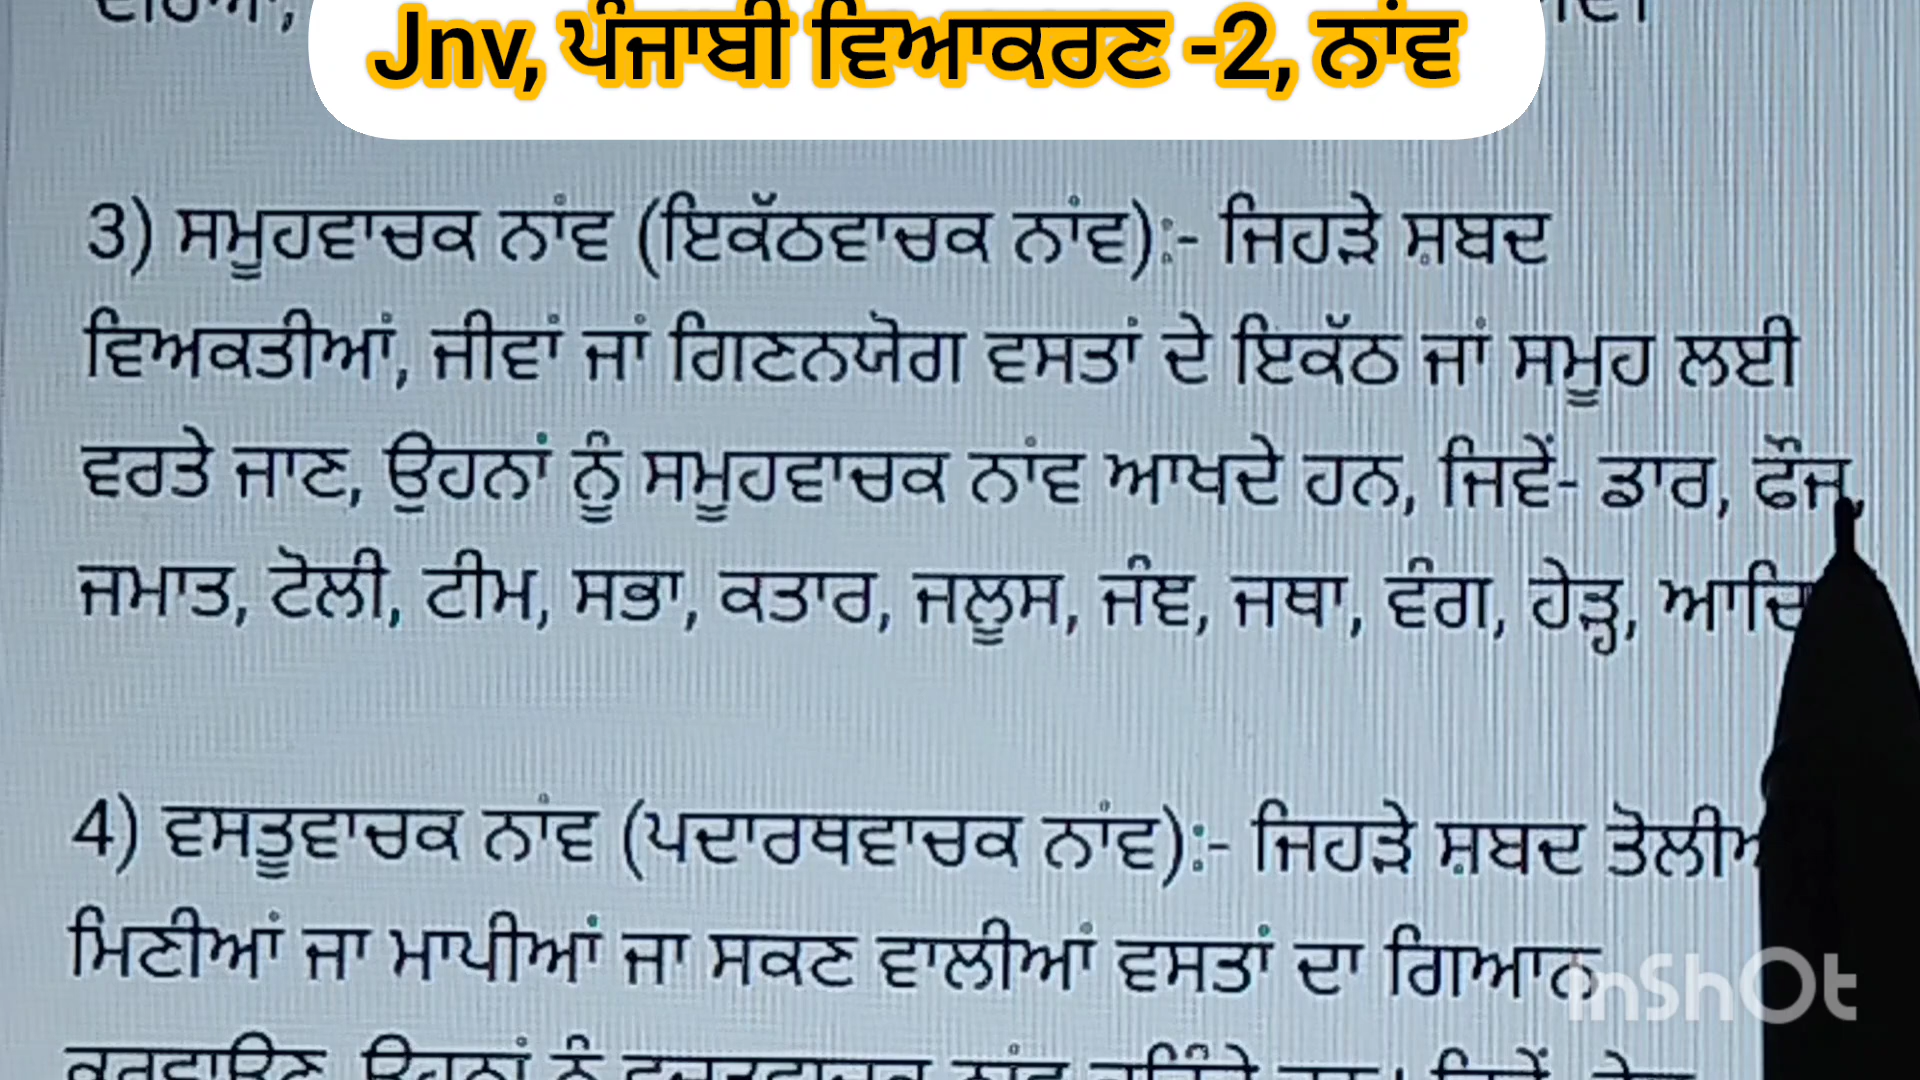 Jnv, ਪੰਜਾਬੀ ਵਿਆਕਰਣ -2, ਨਾਂਵ
3) ਸਮੂਹਵਾਚਕ ਨਾਂਵ (ਇਕੱਠਵਾਚਕ ਨਾਂਵ):- ਜਿਹੜੇ ਸ਼ਬਦ
ਵਿਅਕਤੀਆਂ, ਜੀਵਾਂ ਜਾਂ ਗਿਣਨਯੋਗ ਵਸਤਾਂ ਦੇ ਇਕੱਠ ਜਾਂ ਸਮੂਹ ਲਈ
ਵਰਤੇ ਜਾਣ, ਉਹਨਾਂ ਨੂੰ ਸਮੂਹਵਾਚਕ ਨਾਂਵ ਆਖਦੇ ਹਨ, ਜਿਵੇਂ- ਡਾਰ, ਫੌਜ,
ਜਮਾਤ, ਟੋਲੀ, ਟੀਮ, ਸਭਾ, ਕਤਾਰ, ਜਲੂਸ, ਜੰਞ, ਜਥਾ, ਵੰਗ, ਹੇੜ੍ਹ, ਆਦਿ
4) ਵਸਤੂਵਾਚਕ ਨਾਂਵ (ਪਦਾਰਥਵਾਚਕ ਨਾਂਵ):- ਜਿਹੜੇ ਸ਼ਬਦ
ਮਿਣੀਆਂ ਜਾ ਮਾਪੀਆਂ ਜਾ ਸਕਣ ਵਾਲੀਆਂ ਵਸਤਾਂ ਦਾ ਗਿਆਨ
InShOt